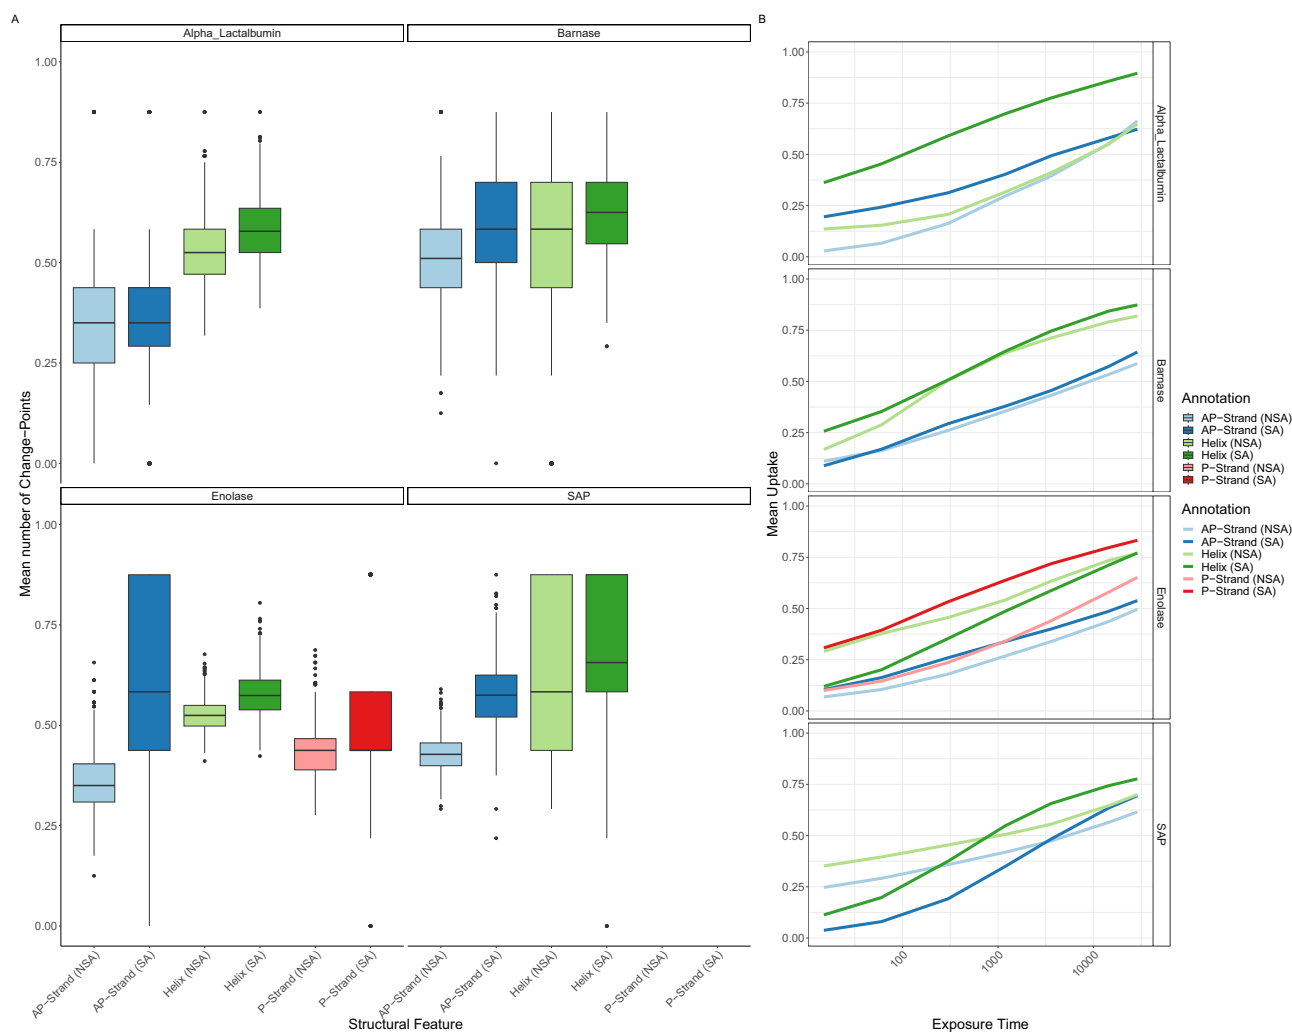 A
Alpha_Lactalbumin
Barnase
1.00
0.75
0.50
0.25
0.00
Enolase
SAP
1.00
0.75
0.50
0.25
0.00
Mean number of Change−Points
AP−Strand (NSA)
AP−Strand (SA)
Helix (NSA)
Helix (SA)
P−Strand (NSA)
P−Strand (SA)
AP−Strand (NSA)
AP−Strand (SA)
Helix (NSA)
Helix (SA)
P−Strand (NSA)
P−Strand (SA)
Structural Feature
B
1.00
0.75
0.50
0.25
0.00
Alpha_Lactalbumin
1.00
0.75
0.50
0.25
0.00
Barnase
1.00
0.75
0.50
0.25
0.00
Enolase
1.00
0.75
0.50
0.25
0.00
SAP
Mean Uptake
100
1000
10000
Exposure Time
Annotation
AP−Strand (NSA)
AP−Strand (SA)
Helix (NSA)
Helix (SA)
P−Strand (NSA)
P−Strand (SA)
Annotation
AP−Strand (NSA)
AP−Strand (SA)
Helix (NSA)
Helix (SA)
P−Strand (NSA)
P−Strand (SA)